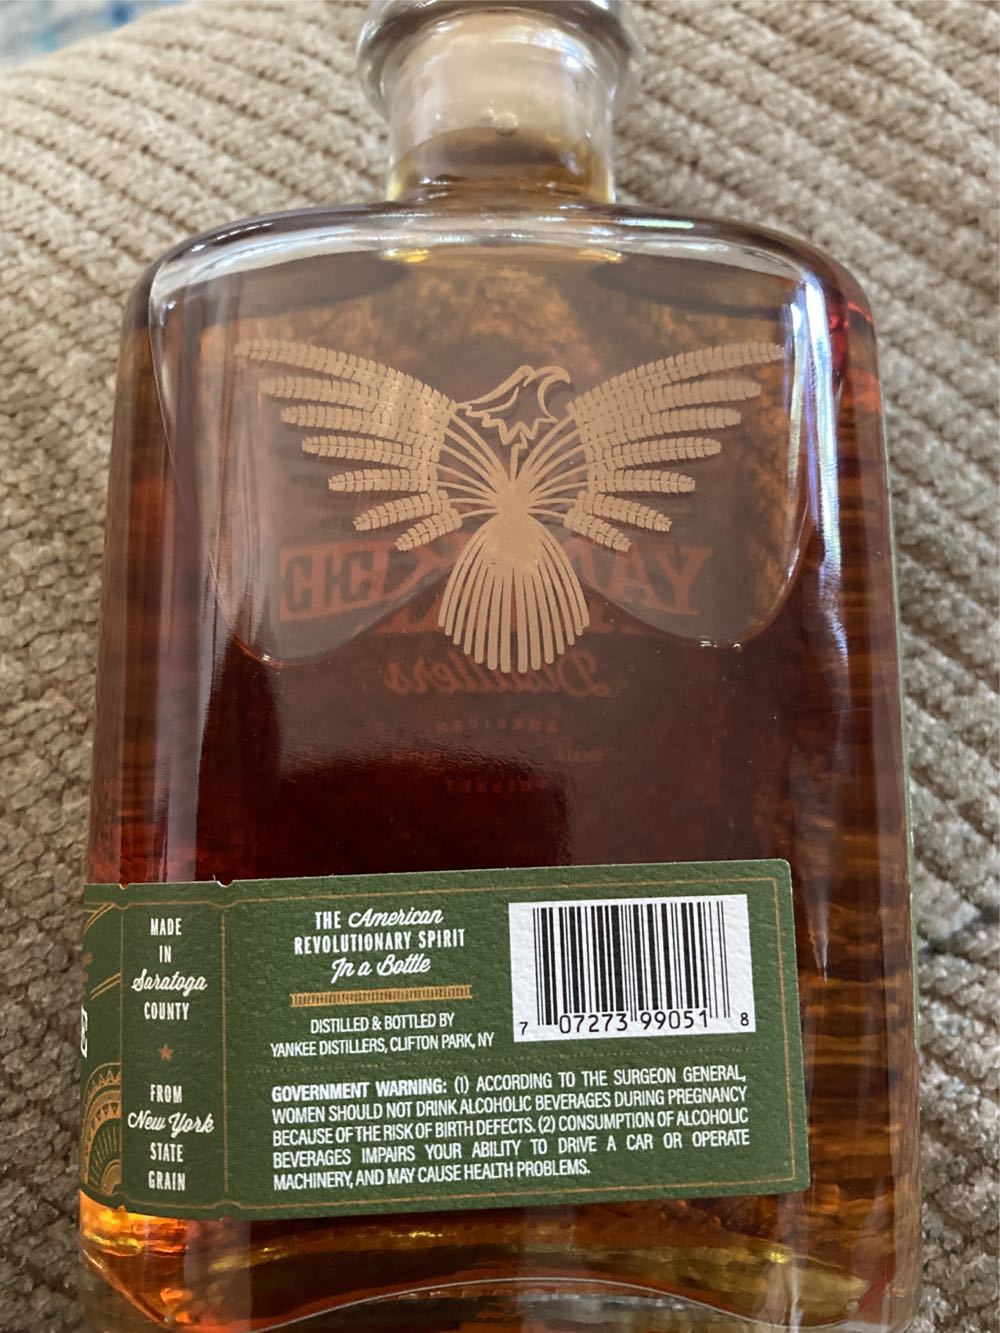 YANKEE
Distillers
AMERICAN
MADE
IN
Saratoga
COUNTY
FROM
New York
STATE
GRAIN
THE American
REVOLUTIONARY SPIRIT
In a Bottle
DISTILLED & BOTTLED BY
YANKEE DISTILLERS, CLIFTON PARK, NY
7 07273 99051 8
GOVERNMENT WARNING: (1) ACCORDING TO THE SURGEON GENERAL,
WOMEN SHOULD NOT DRINK ALCOHOLIC BEVERAGES DURING PREGNANCY
BECAUSE OF THE RISK OF BIRTH DEFECTS. (2) CONSUMPTION OF ALCOHOLIC
BEVERAGES IMPAIRS YOUR ABILITY TO DRIVE A CAR OR OPERATE
MACHINERY, AND MAY CAUSE HEALTH PROBLEMS.